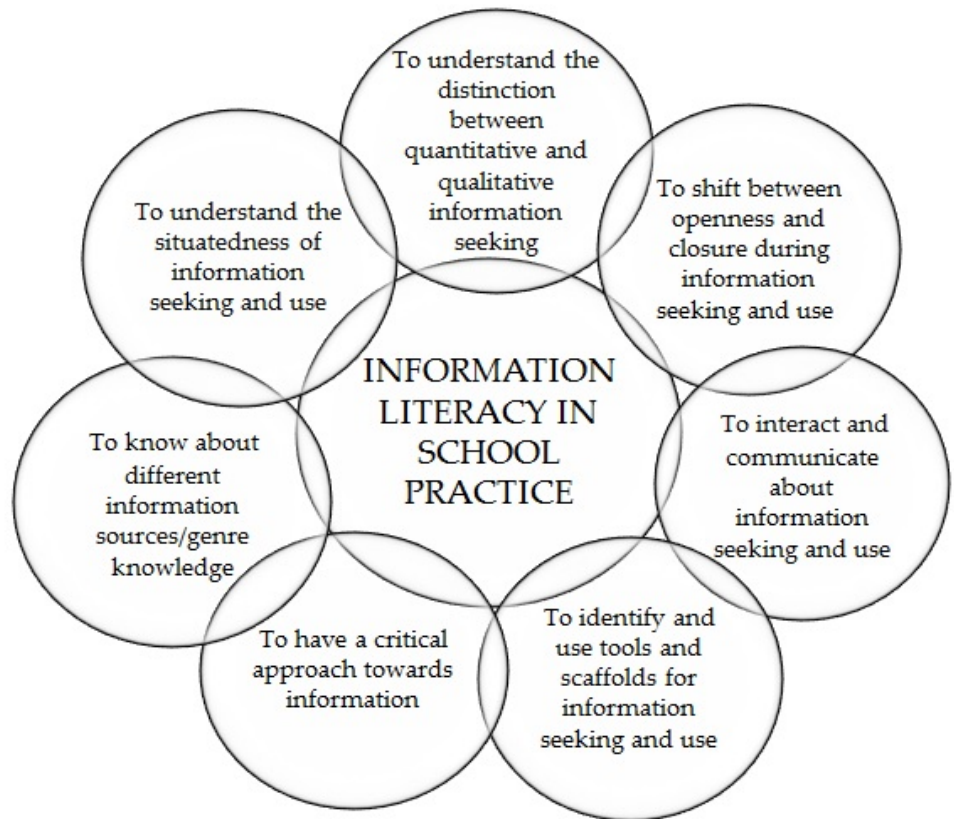 To understand the
distinction
between
quantitative and
qualitative
information
seeking
To shift between
openness and
closure during
information
seeking and use
To interact and
communicate
about
information
seeking and use
To identify and
use tools and
scaffolds for
information
seeking and use
To have a critical
approach towards
information
To know about
different
information
sources/genre
knowledge
To understand the
situatedness of
information
seeking and use
INFORMATION
LITERACY IN
SCHOOL
PRACTICE